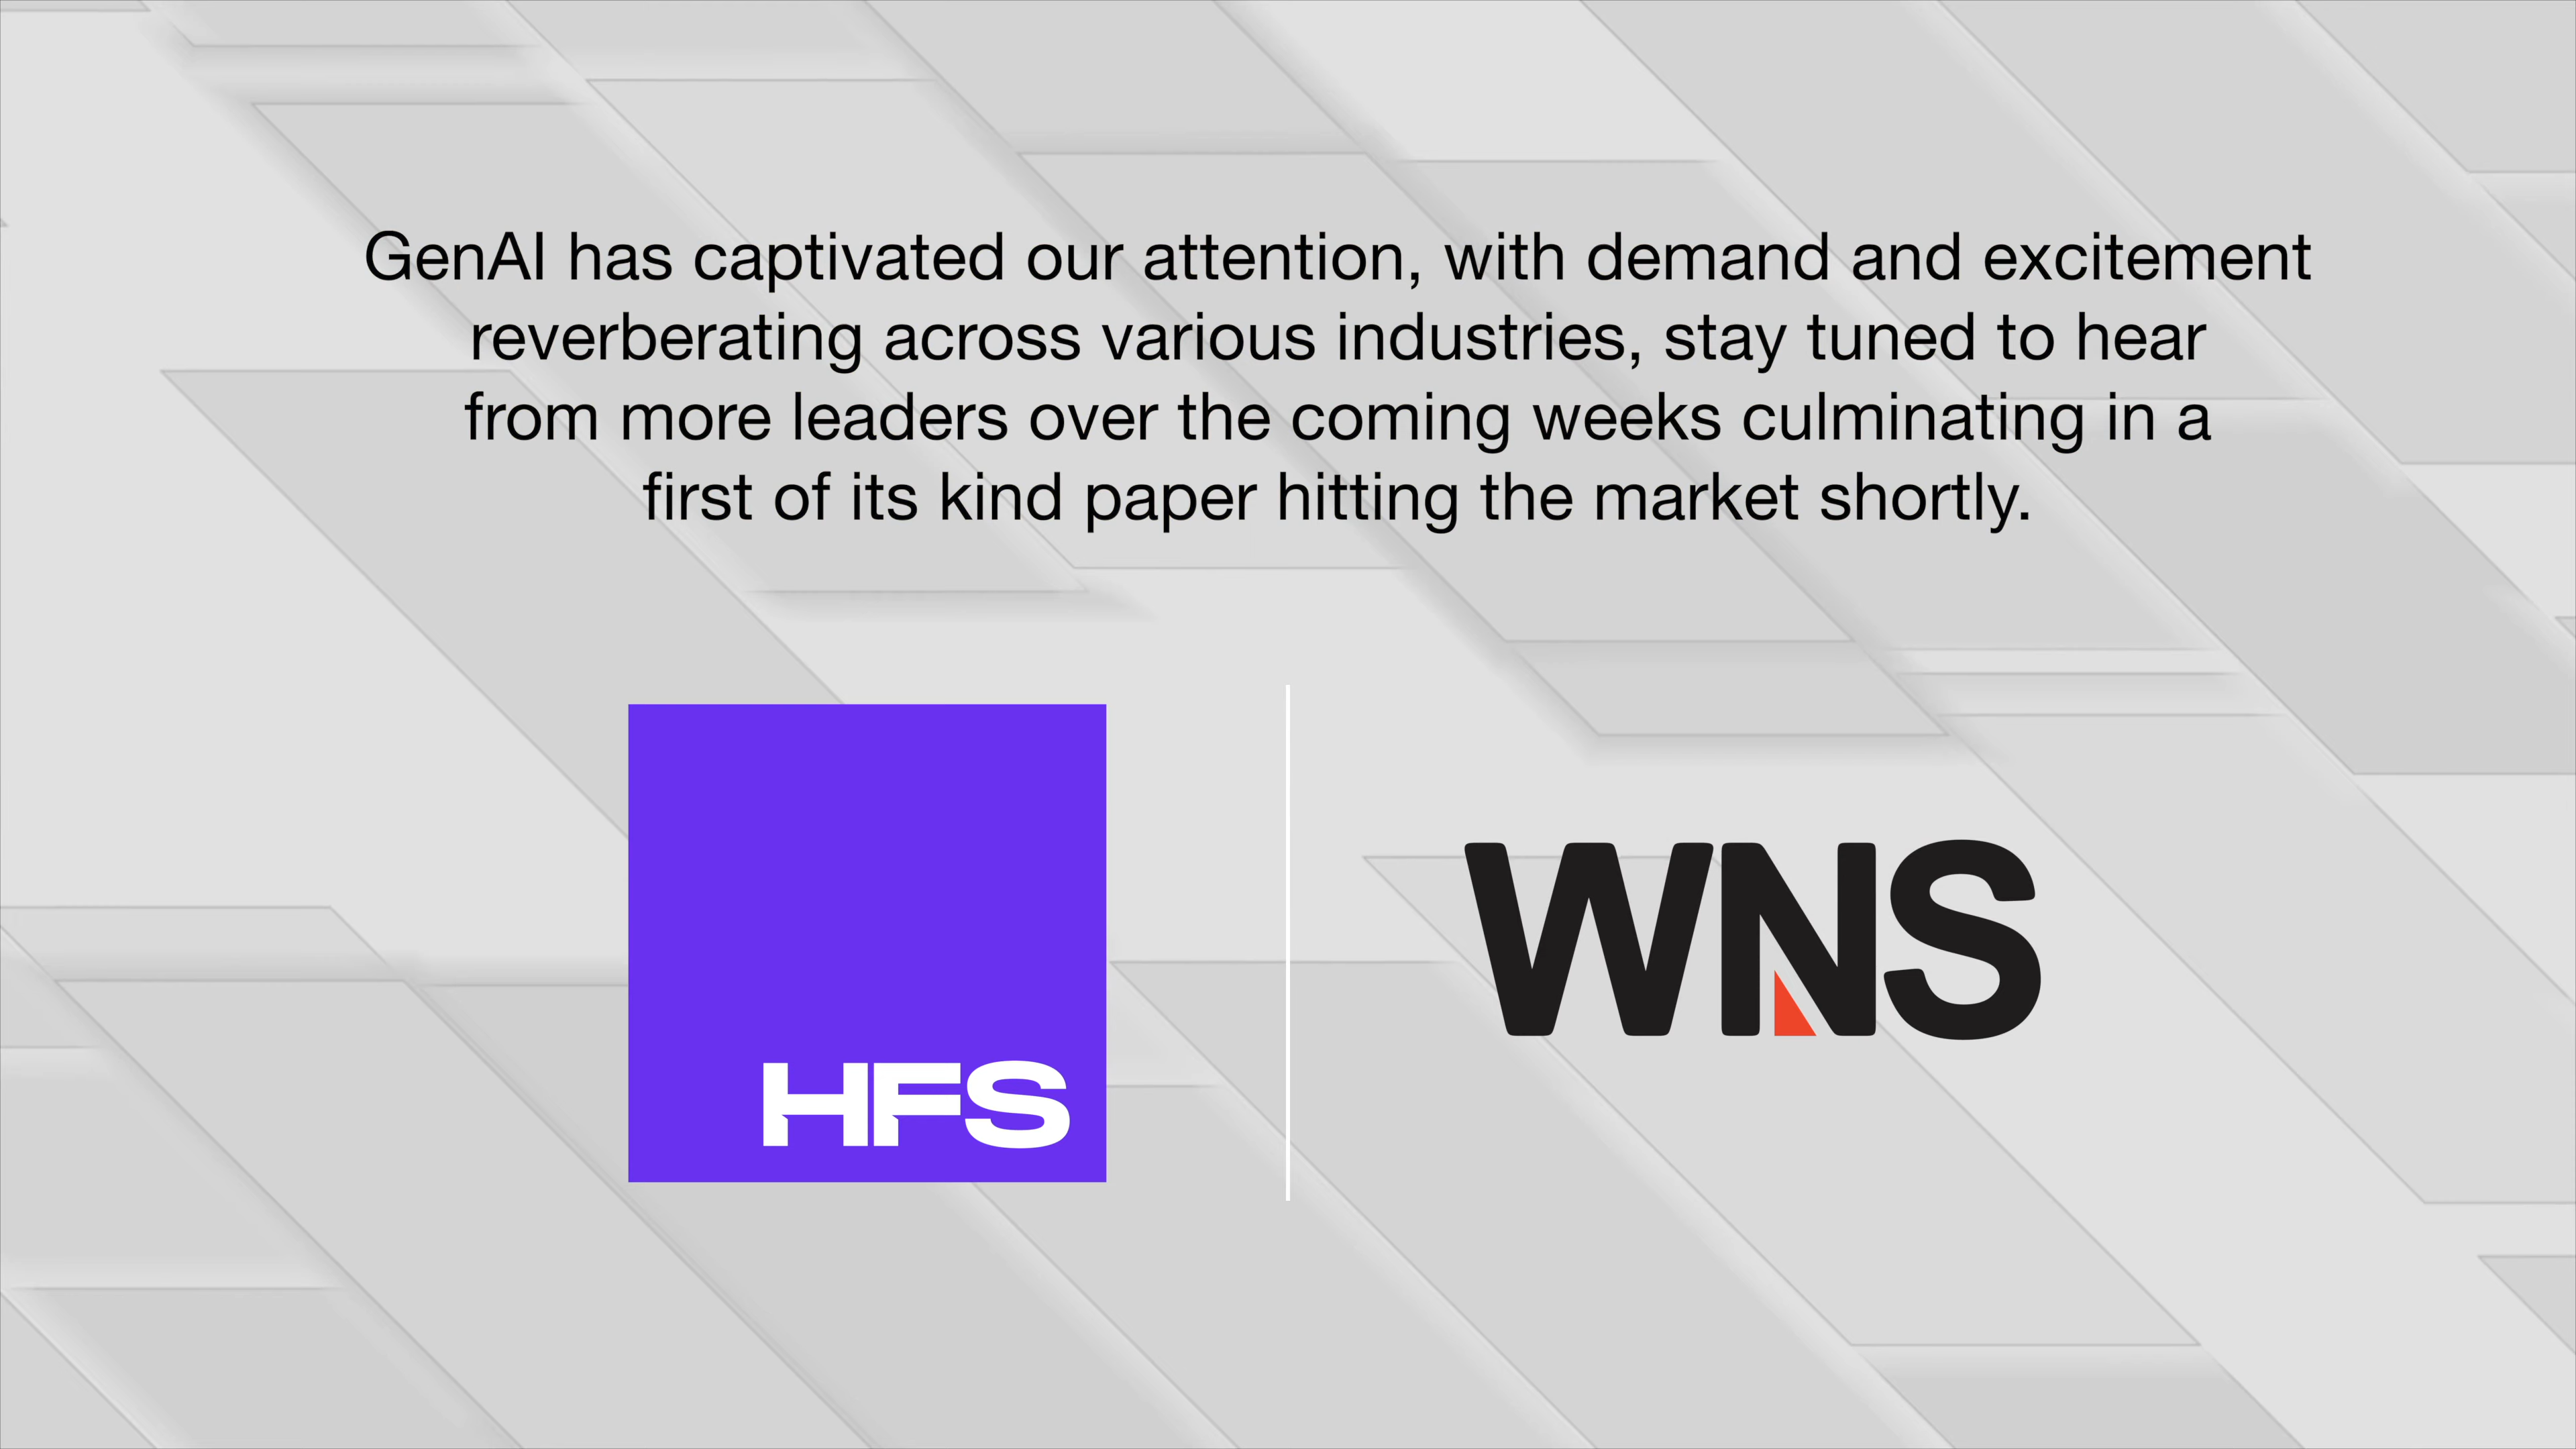 GenAI has captivated our attention, with demand and excitement
reverberating across various industries, stay tuned to hear
from more leaders over the coming weeks culminating in a
first of its kind paper hitting the market shortly.
HFS
WNS